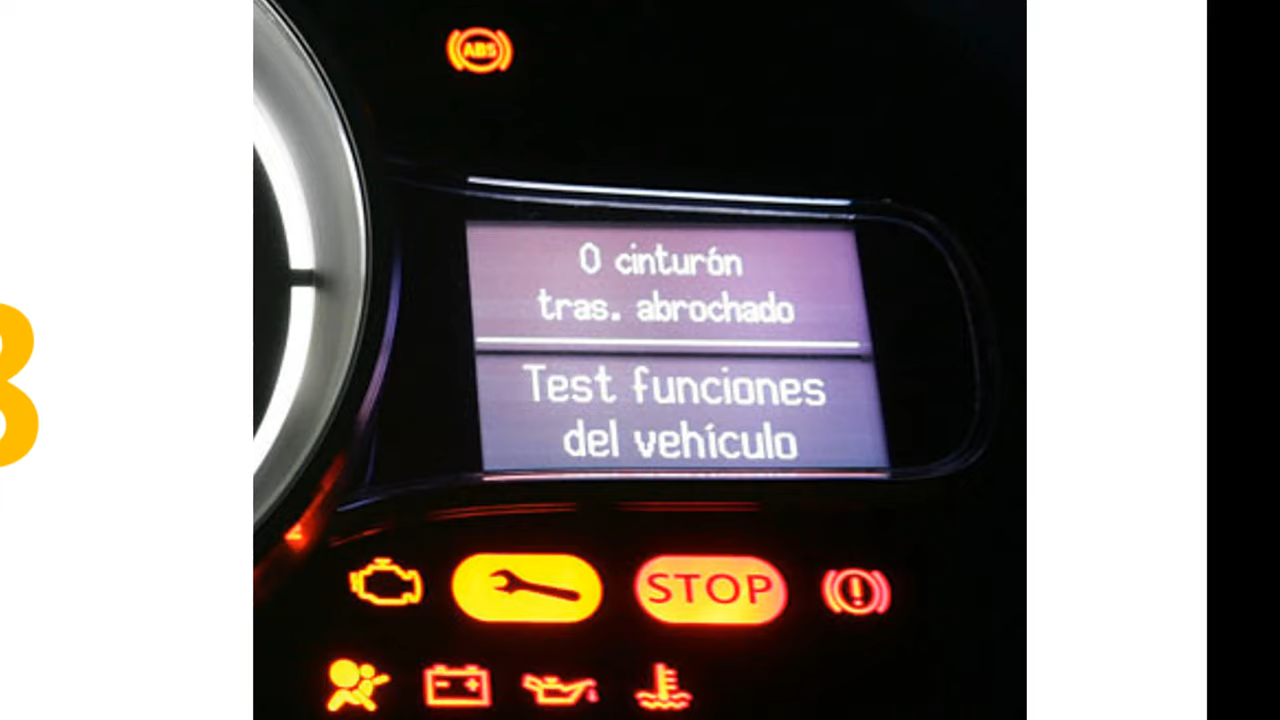 ABS
0 cinturón
tras. abrochado
Test funciones
del vehículo
STOP